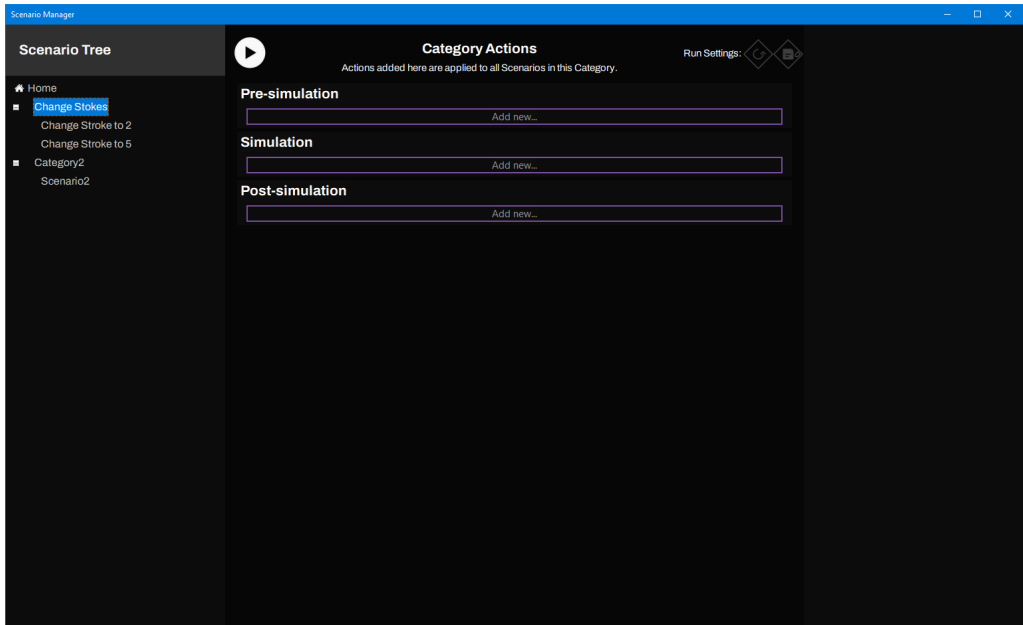 Scenario Manager
Scenario Tree
Home
Change Stokes
Change Stroke to 2
Change Stroke to 5
Category2
Scenario2
Category Actions
Actions added here are applied to all Scenarios in this Category.
Run Settings:
Pre-simulation
Add new...
Simulation
Add new...
Post-simulation
Add new...